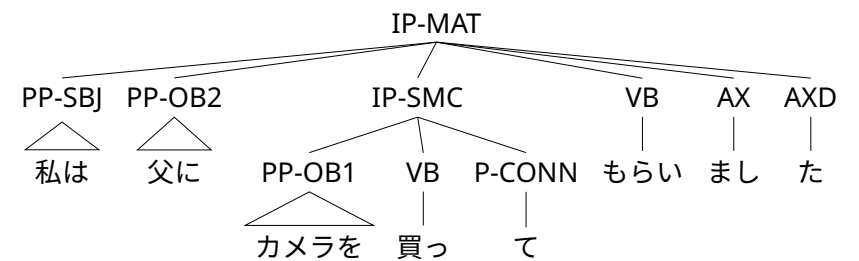 IP-MAT
PP-SBJ PP-OB2 IP-SMC VB AX AXD
私は 父に PP-OB1 VB P-CONN もらい まし た
カメラを 買っ て